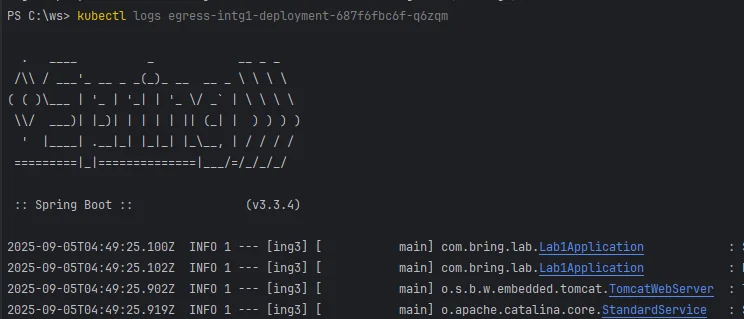 PS C:\ws> kubectl logs egress-intg1-deployment-687f6fbc6f-q6zqm
  .   ____          _            __ _ _
 /\\ / ___'_ __ _ _(_)_ __  __ _ \ \ \ \
( ( )\___ | '_ | '_| | '_ \/ _` | \ \ \ \
 \\/  ___)| |_)| | | | | || (_| |  ) ) ) )
  '  |____| .__|_| |_|_| |_\__, | / / / /
 =========|_|==============|___/=/_/_/_/
 :: Spring Boot ::                (v3.3.4)
2025-09-05T04:49:25.100Z  INFO 1 --- [ing3] [           main] com.bring.lab.Lab1Application            :
2025-09-05T04:49:25.102Z  INFO 1 --- [ing3] [           main] com.bring.lab.Lab1Application            :
2025-09-05T04:49:25.902Z  INFO 1 --- [ing3] [           main] o.s.b.w.embedded.tomcat.TomcatWebServer  :
2025-09-05T04:49:25.919Z  INFO 1 --- [ing3] [           main] o.apache.catalina.core.StandardService   :